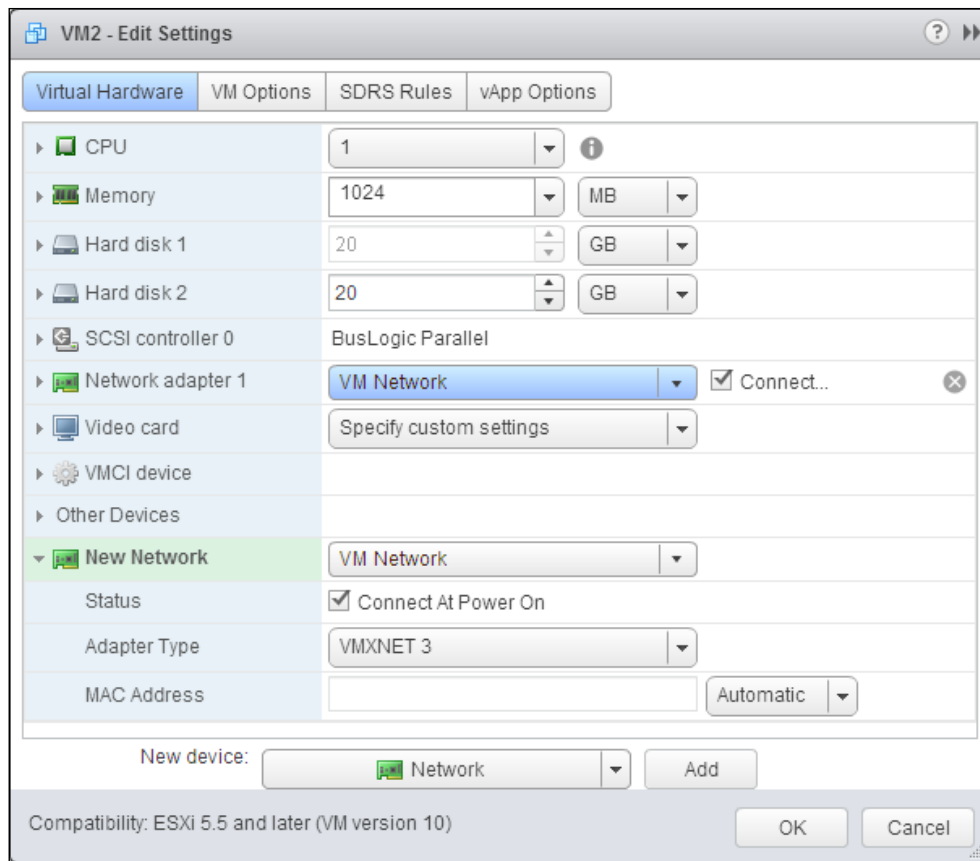 VM2 - Edit Settings ?
Virtual Hardware VM Options SDRS Rules vApp Options
CPU 1
Memory 1024 MB
Hard disk 1 20 GB
Hard disk 2 20 GB
SCSI controller 0 BusLogic Parallel
Network adapter 1 VM Network Connect...
Video card Specify custom settings
VMCI device
Other Devices
New Network VM Network
Status Connect At Power On
Adapter Type VMXNET 3
MAC Address Automatic
New device: Network Add
Compatibility: ESXi 5.5 and later (VM version 10) OK Cancel